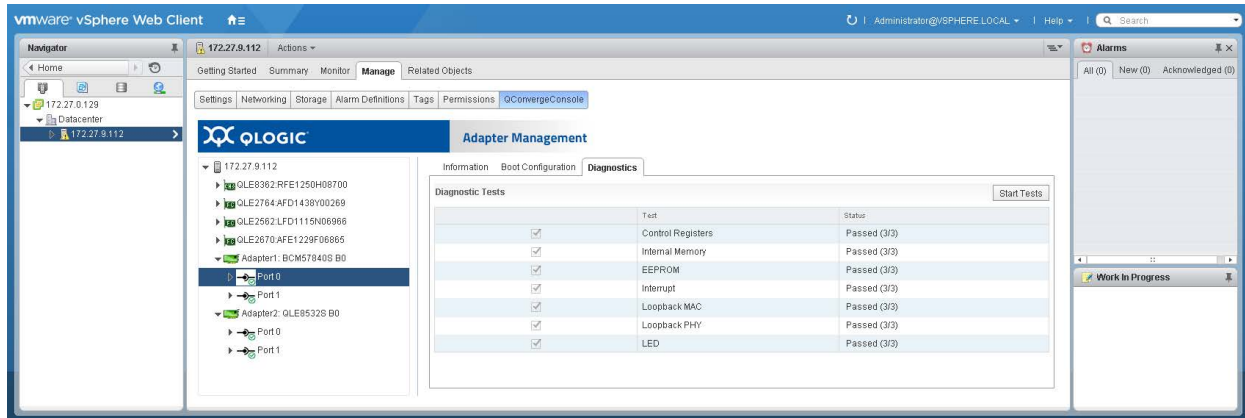 vmware® vSphere Web Client
Administrator@VSPHERE.LOCAL
Help
Search
Navigator
Home
172.27.0.129
Datacenter
172.27.9.112
172.27.9.112 Actions
Getting Started Summary Monitor Manage Related Objects
Settings Networking Storage Alarm Definitions Tags Permissions QConvergeConsole
QLOGIC Adapter Management
172.27.9.112
QLE8362:RFE1250H08700
QLE2764:AFD1438Y00269
QLE2562:LFD1115N06966
QLE2670:AFE1229F06865
Adapter1: BCM57840S B0
Port 0
Port 1
Adapter2: QLE8532S B0
Port 0
Port 1
Information Boot Configuration Diagnostics
Diagnostic Tests Start Tests
Test Status
Control Registers Passed (3/3)
Internal Memory Passed (3/3)
EEPROM Passed (3/3)
Interrupt Passed (3/3)
Loopback MAC Passed (3/3)
Loopback PHY Passed (3/3)
LED Passed (3/3)
Alarms
All (0) New (0) Acknowledged (0)
Work In Progress